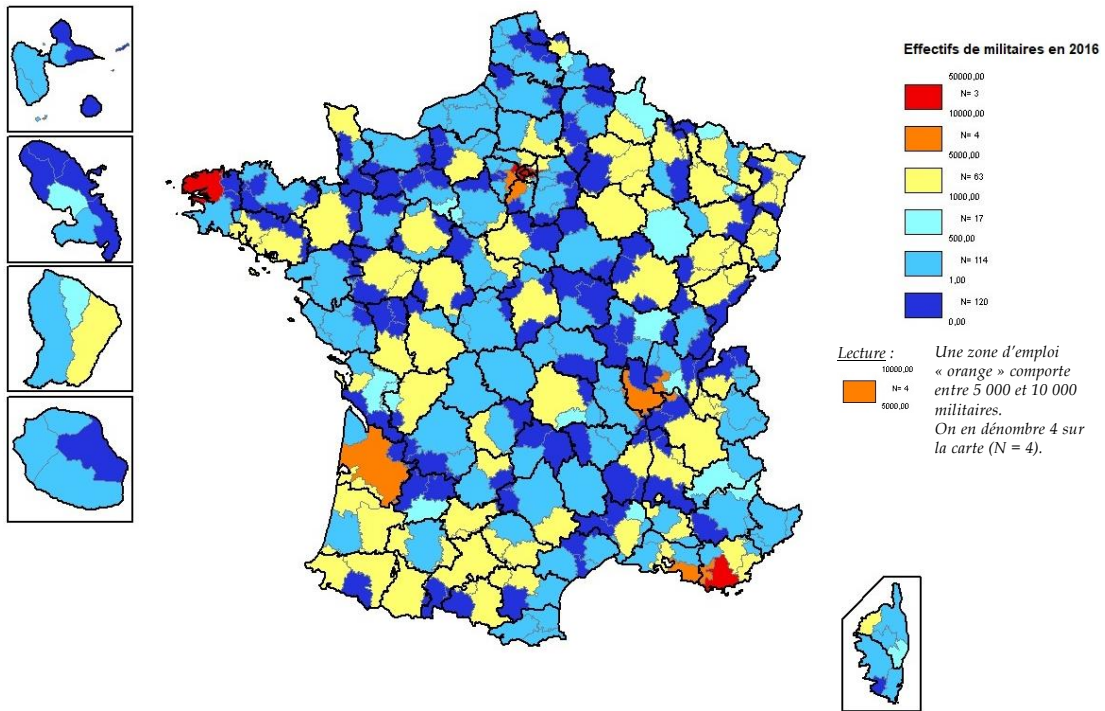 Effectifs de militaires en 2016
50000,00
N= 3
10000,00
N= 4
5000,00
N= 63
1000,00
N= 17
500,00
N= 114
1,00
N= 120
0,00
Lecture :
10000,00
N= 4
5000,00
Une zone d’emploi
« orange » comporte
entre 5 000 et 10 000
militaires.
On en dénombre 4 sur
la carte (N = 4).